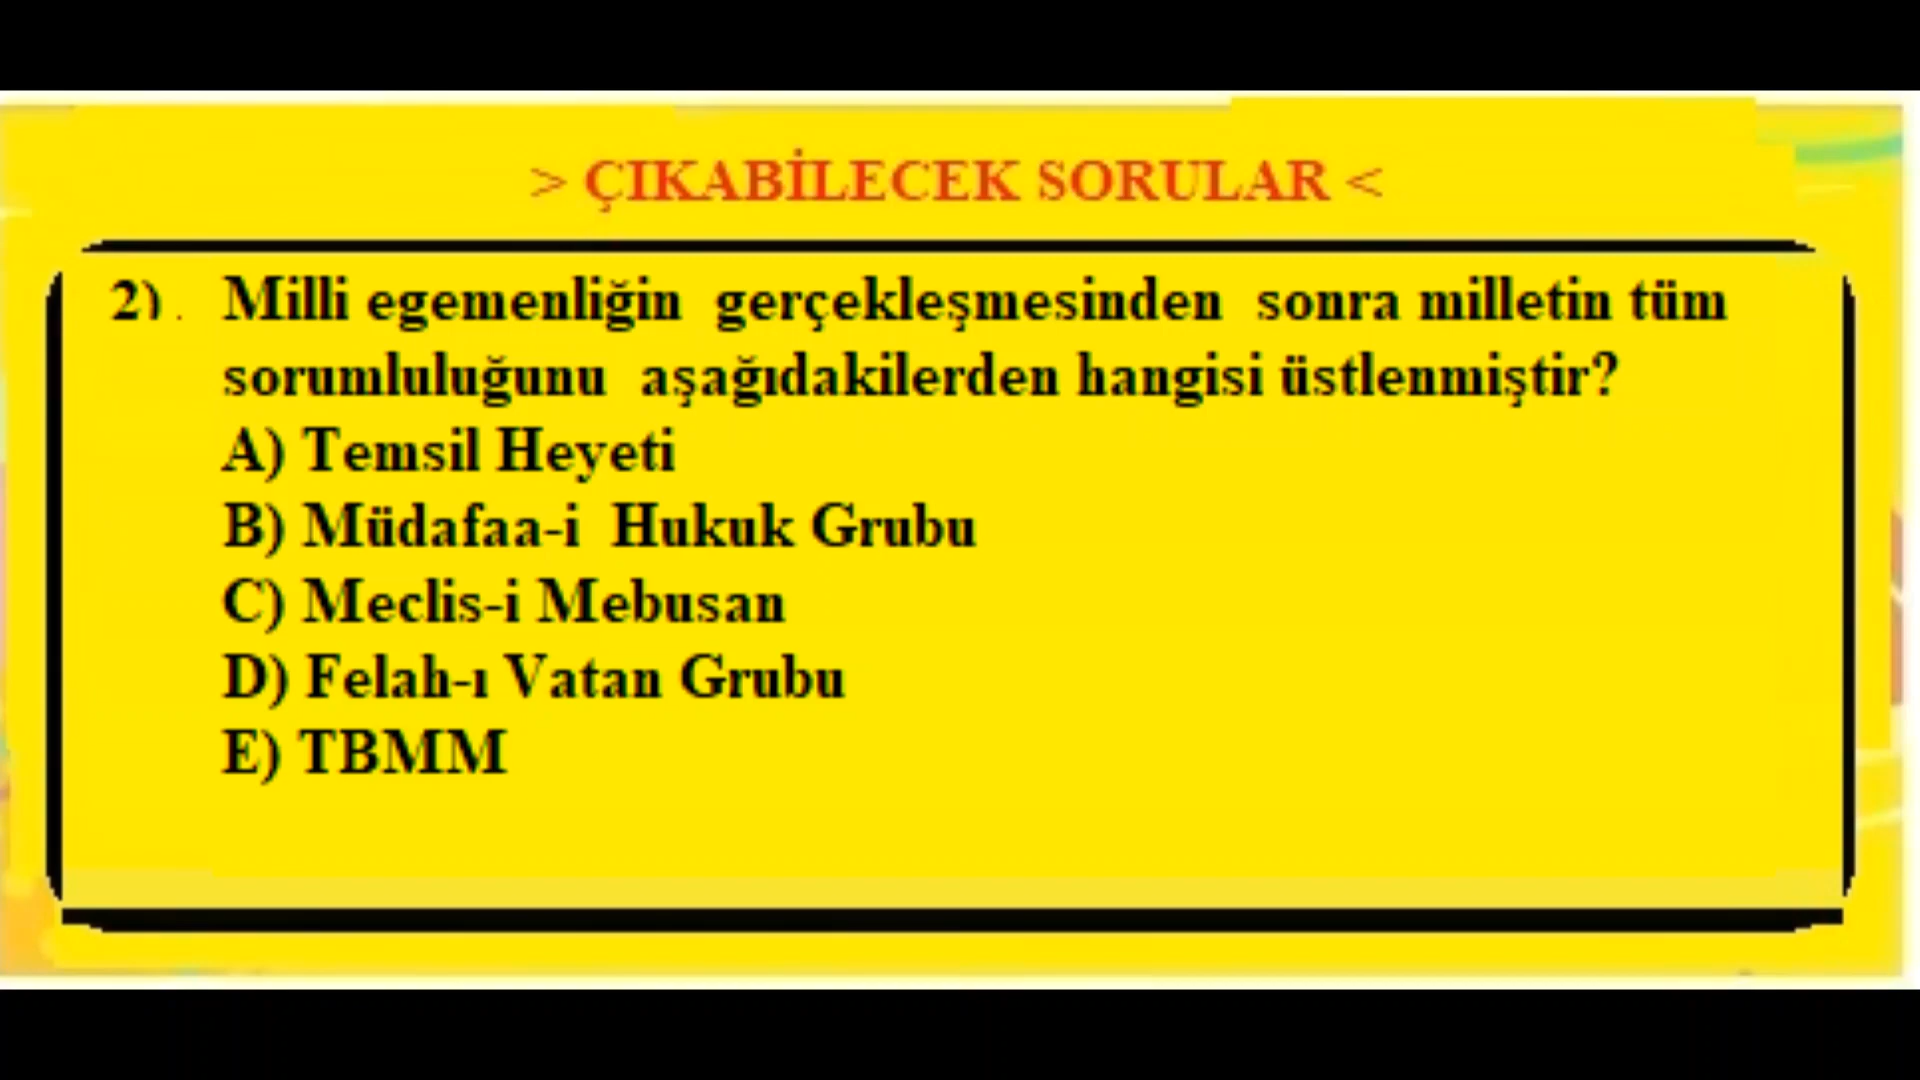 > ÇIKABİLECEK SORULAR <
2). Milli egemenliğin gerçekleşmesinden sonra milletin tüm
sorumluluğunu aşağıdakilerden hangisi üstlenmiştir?
A) Temsil Heyeti
B) Müdafaa-i Hukuk Grubu
C) Meclis-i Mebusan
D) Felah-ı Vatan Grubu
E) TBMM